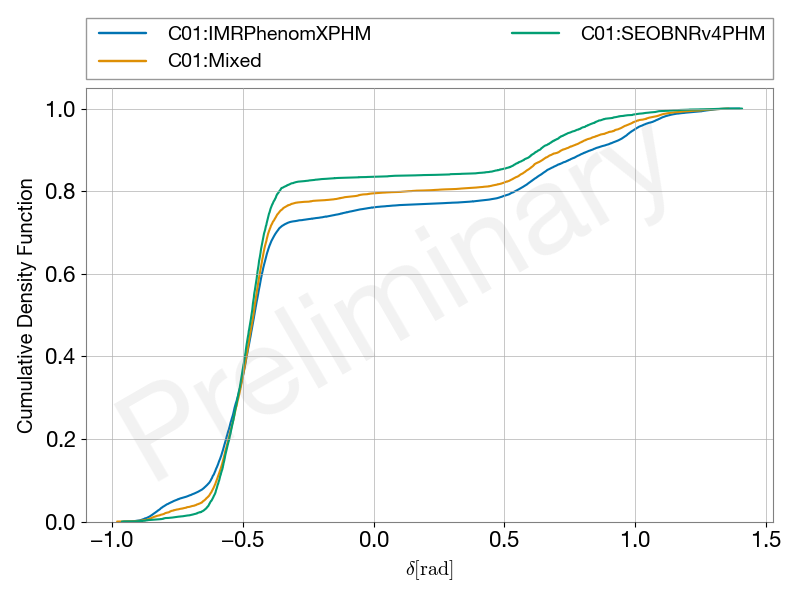 C01:IMRPhenomXPHM
C01:Mixed
C01:SEOBNRv4PHM
Preliminary
Cumulative Density Function
1.0
0.8
0.6
0.4
0.2
0.0
−1.0 −0.5 0.0 0.5 1.0 1.5
δ[rad]